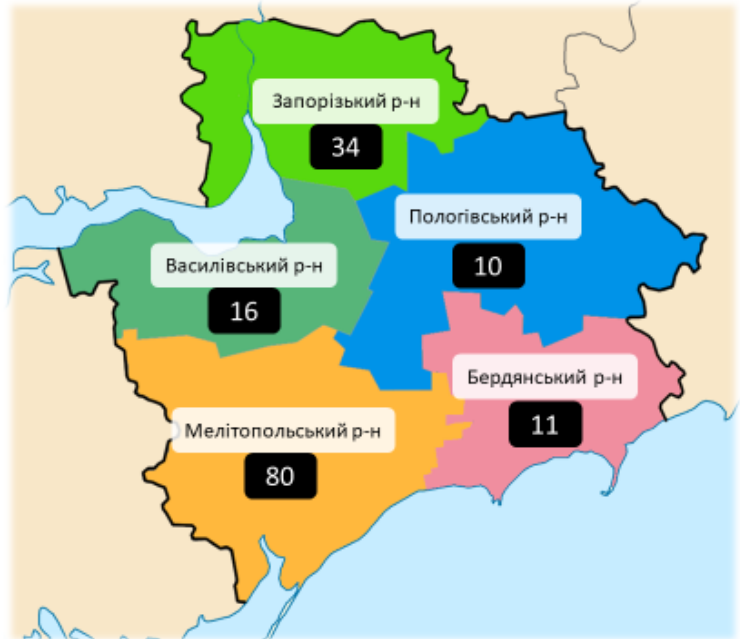 Запорізький р-н
34
Пологівський р-н
10
Василівський р-н
16
Бердянський р-н
11
Мелітопольський р-н
80